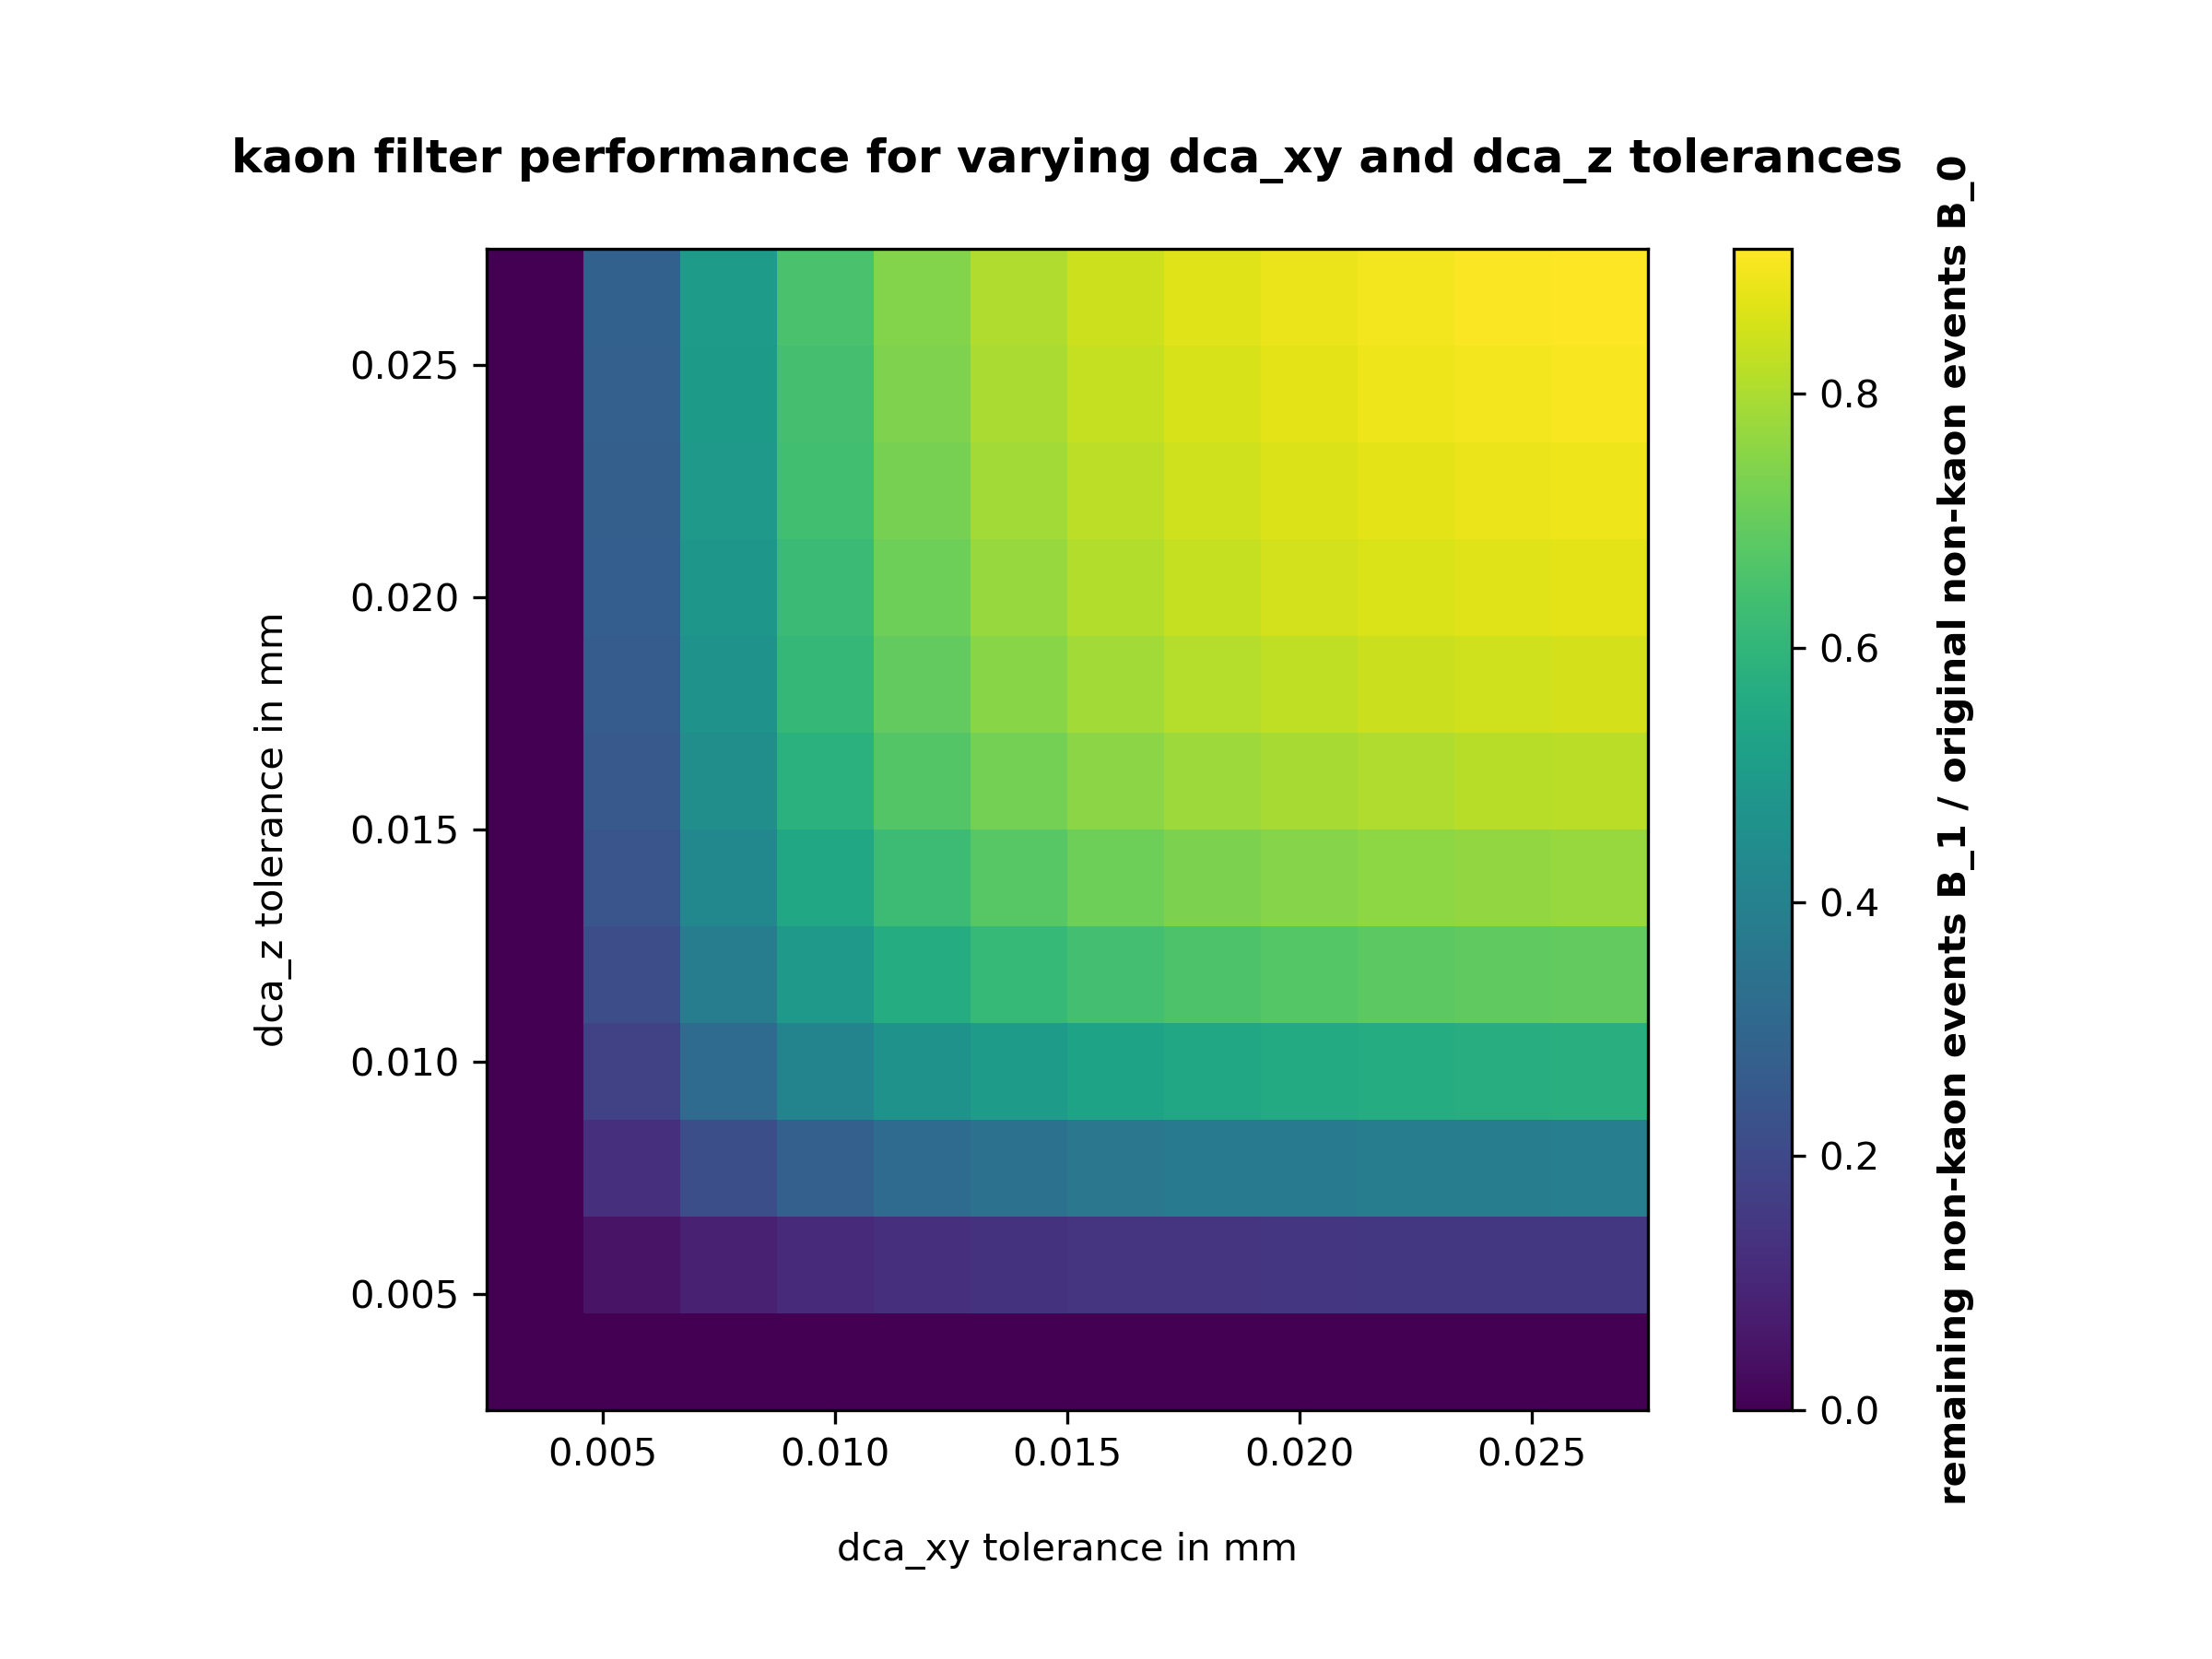 kaon filter performance for varying dca_xy and dca_z tolerances
dca_z tolerance in mm
0.025
0.020
0.015
0.010
0.005
0.005 0.010 0.015 0.020 0.025
dca_xy tolerance in mm
0.8
0.6
0.4
0.2
0.0
remaining non-kaon events B_1 / original non-kaon events B_0